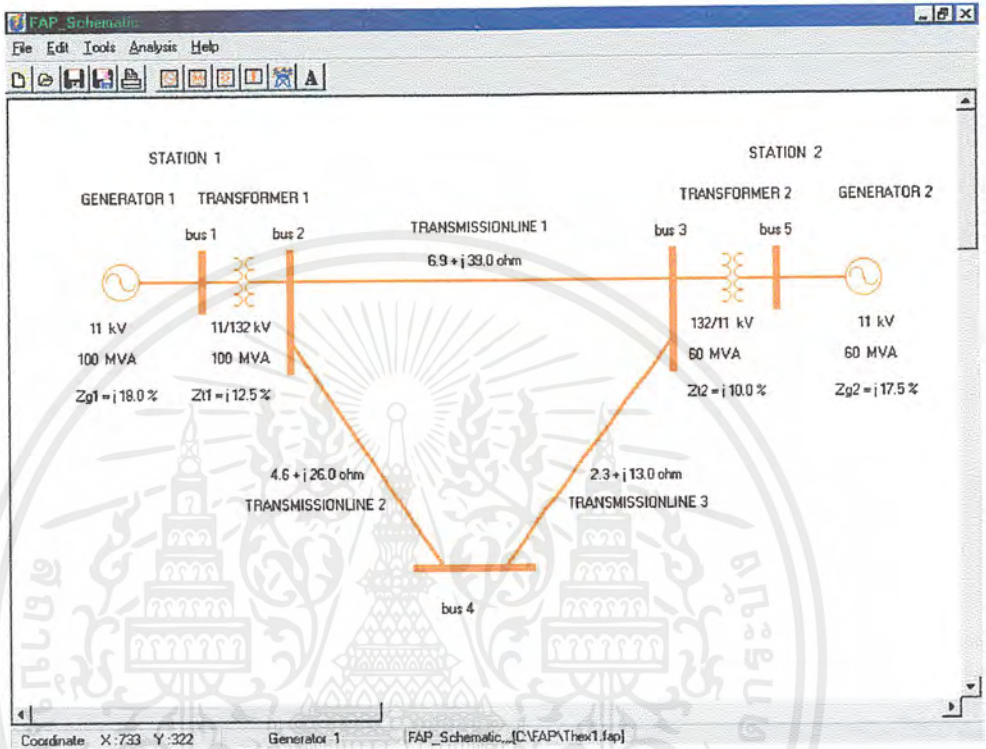 FAP_Schematic
File Edit Tools Analysis Help
A
STATION 1
STATION 2
GENERATOR 1 TRANSFORMER 1
TRANSFORMER 2 GENERATOR 2
TRANSMISSIONLINE 1
bus 1 bus 2
bus 3 bus 5
6.9 + j 39.0 ohm
11 kV 11/132 kV
132/11 kV 11 kV
100 MVA 100 MVA
60 MVA 60 MVA
Zg1 = j 18.0 % Zt1 = j 12.5 %
Zt2 = j 10.0 % Zg2 = j 17.5 %
4.6 + j 26.0 ohm
2.3 + j 13.0 ohm
TRANSMISSIONLINE 2
TRANSMISSIONLINE 3
bus 4
Coordinate X :733 Y :322 Generator 1 FAP_Schematic,,,[C:\FAP\Thex1.fap]